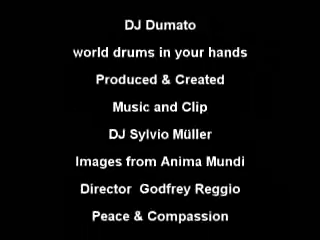 DJ Dumato
world drums in your hands
Produced & Created
Music and Clip
DJ Sylvio Müller
Images from Anima Mundi
Director  Godfrey Reggio
Peace & Compassion